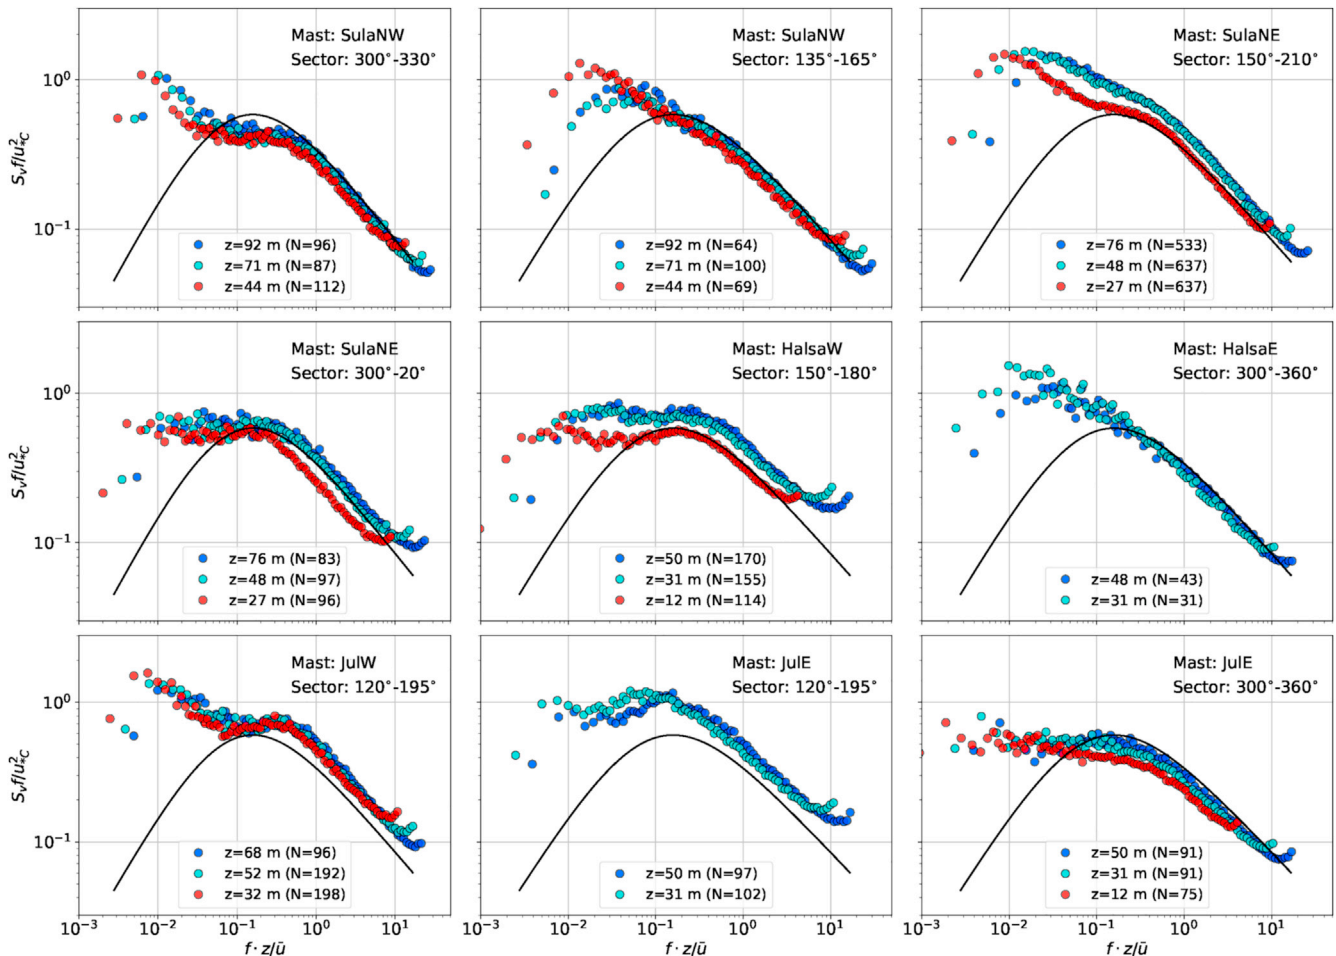 Mast: SulaNW
Sector: 300°-330°
10⁰
10⁻¹
S_v f/u²_{*C}
z=92 m (N=96)
z=71 m (N=87)
z=44 m (N=112)
Mast: SulaNW
Sector: 135°-165°
z=92 m (N=64)
z=71 m (N=100)
z=44 m (N=69)
Mast: SulaNE
Sector: 150°-210°
z=76 m (N=533)
z=48 m (N=637)
z=27 m (N=637)
Mast: SulaNE
Sector: 300°-20°
10⁰
10⁻¹
S_v f/u²_{*C}
z=76 m (N=83)
z=48 m (N=97)
z=27 m (N=96)
Mast: HalsaW
Sector: 150°-180°
z=50 m (N=170)
z=31 m (N=155)
z=12 m (N=114)
Mast: HalsaE
Sector: 300°-360°
z=48 m (N=43)
z=31 m (N=31)
Mast: JulW
Sector: 120°-195°
10⁰
10⁻¹
S_v f/u²_{*C}
z=68 m (N=96)
z=52 m (N=192)
z=32 m (N=198)
10⁻³ 10⁻² 10⁻¹ 10⁰ 10¹
f · z/ū
Mast: JulE
Sector: 120°-195°
z=50 m (N=97)
z=31 m (N=102)
10⁻³ 10⁻² 10⁻¹ 10⁰ 10¹
f · z/ū
Mast: JulE
Sector: 300°-360°
z=50 m (N=91)
z=31 m (N=91)
z=12 m (N=75)
10⁻³ 10⁻² 10⁻¹ 10⁰ 10¹
f · z/ū